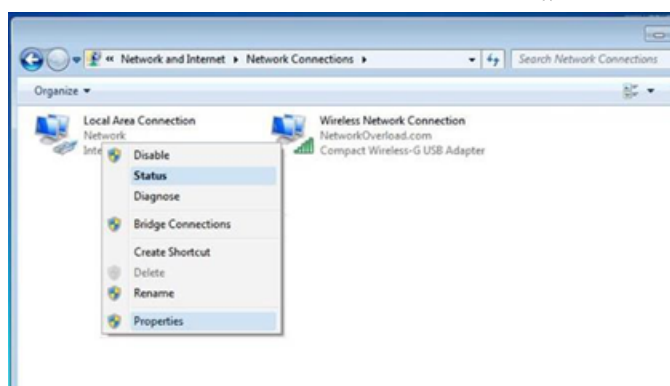 « Network and Internet ▸ Network Connections ▸
Search Network Connections
Organize ▾
Local Area Connection
Network
Inte
Wireless Network Connection
NetworkOverload.com
Compact Wireless-G USB Adapter
Disable
Status
Diagnose
Bridge Connections
Create Shortcut
Delete
Rename
Properties